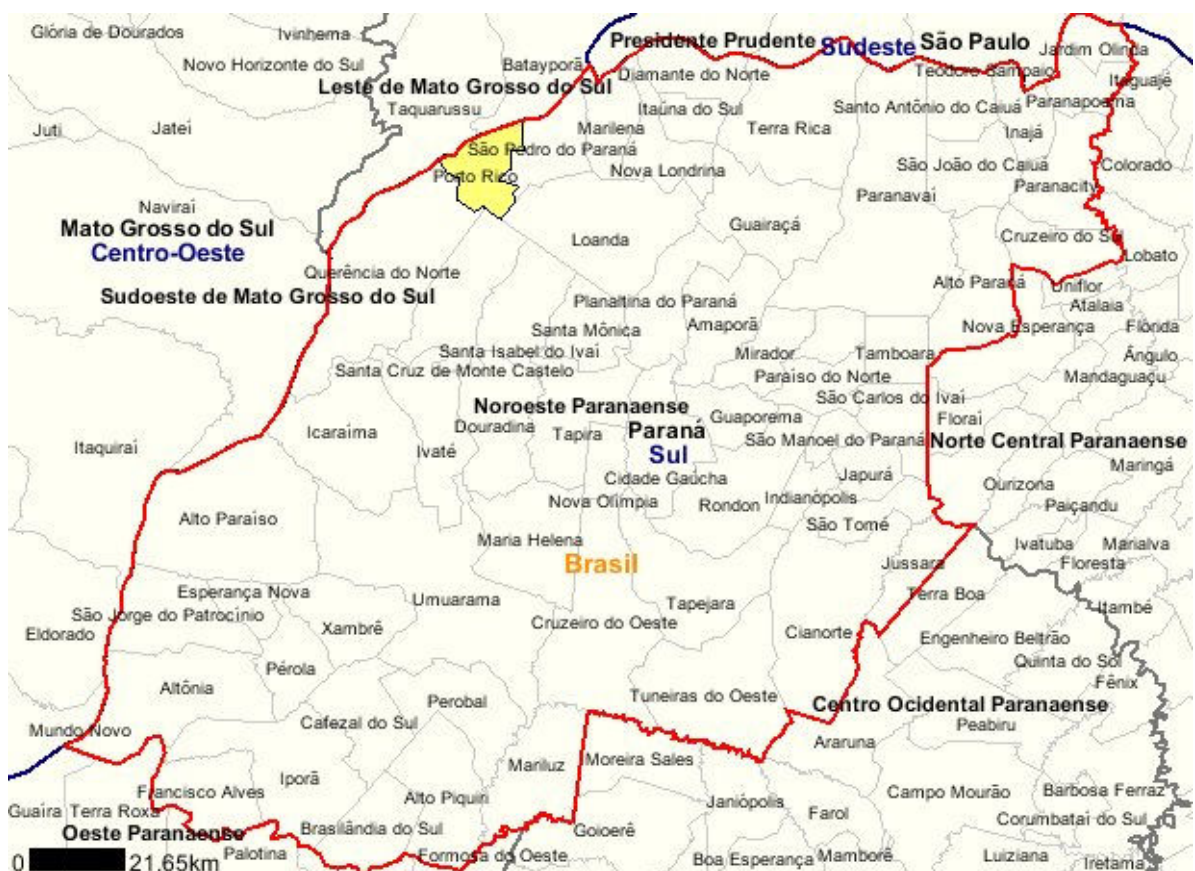 Glória de Dourados
Ivinhema
Novo Horizonte do Sul
Batayporã
Presidente Prudente
Sudeste
São Paulo
Jardim Olinda
Leste de Mato Grosso do Sul
Diamante do Norte
Teodoro Sampaio
Itaguajé
Taquarussu
Itaúna do Sul
Santo Antônio do Caiuá
Paranapoema
Juti
Jateí
Marilena
Terra Rica
Inajá
São Pedro do Paraná
Porto Rico
Nova Londrina
São João do Caiuá
Colorado
Paranavaí
Paranacity
Naviraí
Mato Grosso do Sul
Centro-Oeste
Loanda
Guairaçá
Cruzeiro do Sul
Lobato
Querência do Norte
Sudoeste de Mato Grosso do Sul
Planaltina do Paraná
Alto Paraná
Uniflor
Atalaia
Santa Mônica
Amaporã
Nova Esperança
Flórida
Santa Isabel do Ivaí
Mirador
Tamboara
Ângulo
Santa Cruz de Monte Castelo
Paraíso do Norte
Mandaguaçu
Noroeste Paranaense
São Carlos do Ivaí
Douradina
Tapira
Paraná
Sul
Guaporema
Floraí
Icaraíma
Ivaté
São Manoel do Paraná
Norte Central Paranaense
Itaquiraí
Cidade Gaúcha
Japurá
Maringá
Nova Olímpia
Rondon
Indianópolis
Ourizona
Paiçandu
Alto Paraíso
São Tomé
Maria Helena
Brasil
Ivatuba
Marialva
Jussara
Floresta
Esperança Nova
Umuarama
Tapejara
Terra Boa
Itambé
São Jorge do Patrocínio
Eldorado
Xambrê
Cruzeiro do Oeste
Cianorte
Engenheiro Beltrão
Pérola
Quinta do Sol
Fênix
Altônia
Perobal
Tuneiras do Oeste
Centro Ocidental Paranaense
Mundo Novo
Cafezal do Sul
Peabiru
Araruna
Mariluz
Moreira Sales
Iporã
Francisco Alves
Alto Piquiri
Janiópolis
Campo Mourão
Barbosa Ferraz
Guaíra
Terra Roxa
Farol
Corumbataí do Sul
Oeste Paranaense
Brasilândia do Sul
Goioerê
Palotina
Formosa do Oeste
Boa Esperança
Mamborê
Luiziana
Iretama
0
21.65km